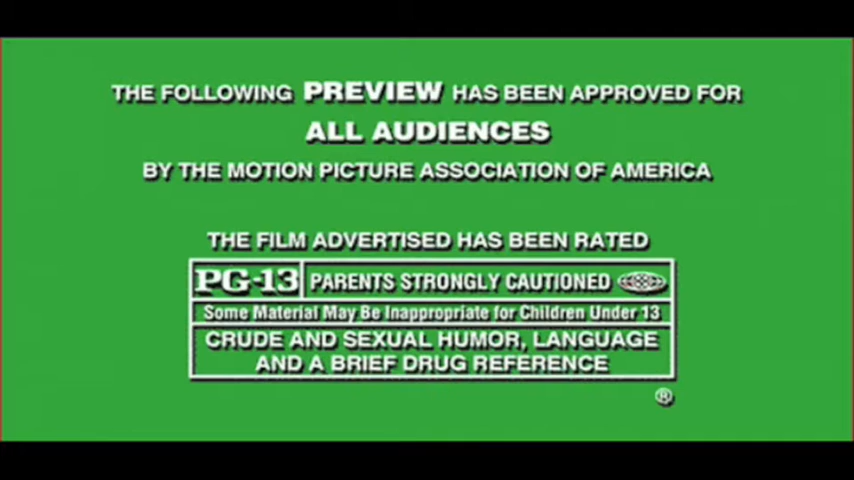 THE FOLLOWING PREVIEW HAS BEEN APPROVED FOR
ALL AUDIENCES
BY THE MOTION PICTURE ASSOCIATION OF AMERICA
THE FILM ADVERTISED HAS BEEN RATED
PG-13 PARENTS STRONGLY CAUTIONED
Some Material May Be Inappropriate for Children Under 13
CRUDE AND SEXUAL HUMOR, LANGUAGE
AND A BRIEF DRUG REFERENCE
®